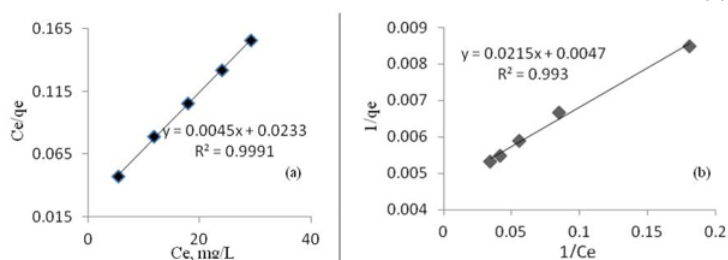 0.165
0.115
0.065
0.015
Ce/qe
y = 0.0045x + 0.0233
R² = 0.9991
(a)
0
20
40
Ce, mg/L
0.009
0.008
0.007
0.006
0.005
0.004
1/qe
y = 0.0215x + 0.0047
R² = 0.993
(b)
0
0.05
0.1
0.15
0.2
1/Ce